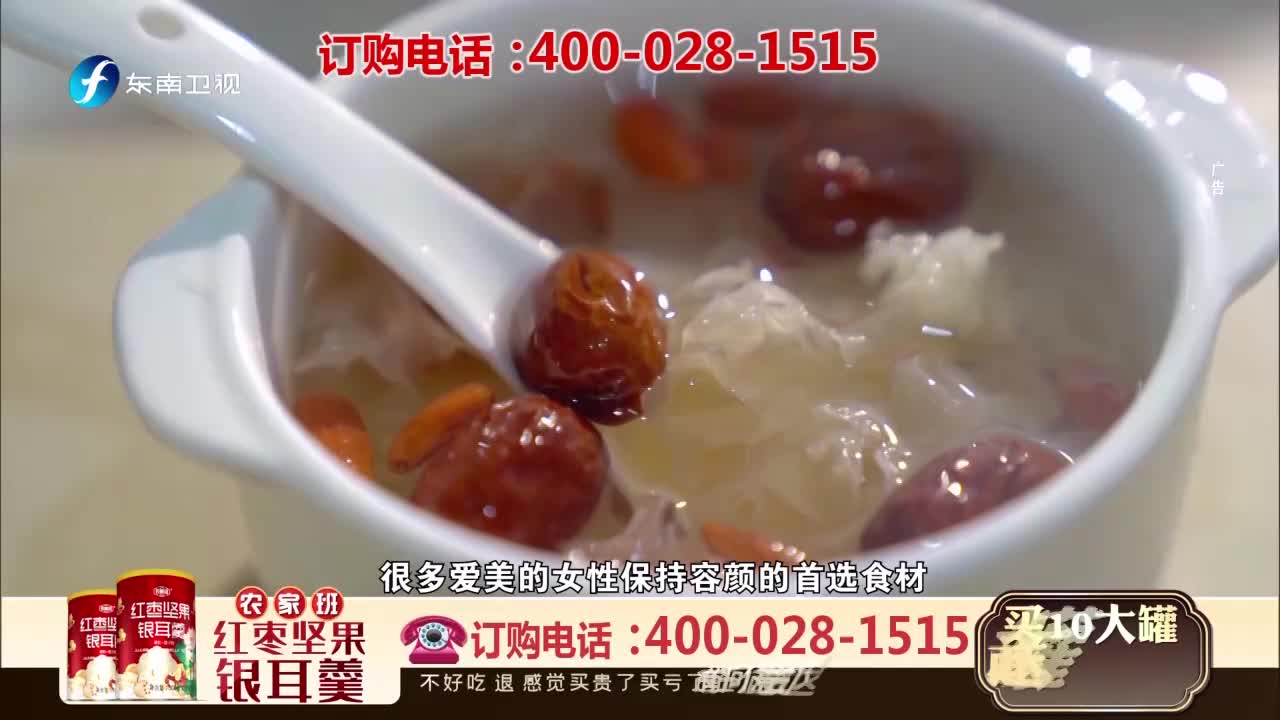 订购电话：400-028-1515
东南卫视
广告
很多爱美的女性保持容颜的首选食材
红枣坚果
银耳羹
农家班
红枣坚果
银耳羹
订购电话：400-028-1515
不好吃 退 感觉买贵了买亏了
买10大罐